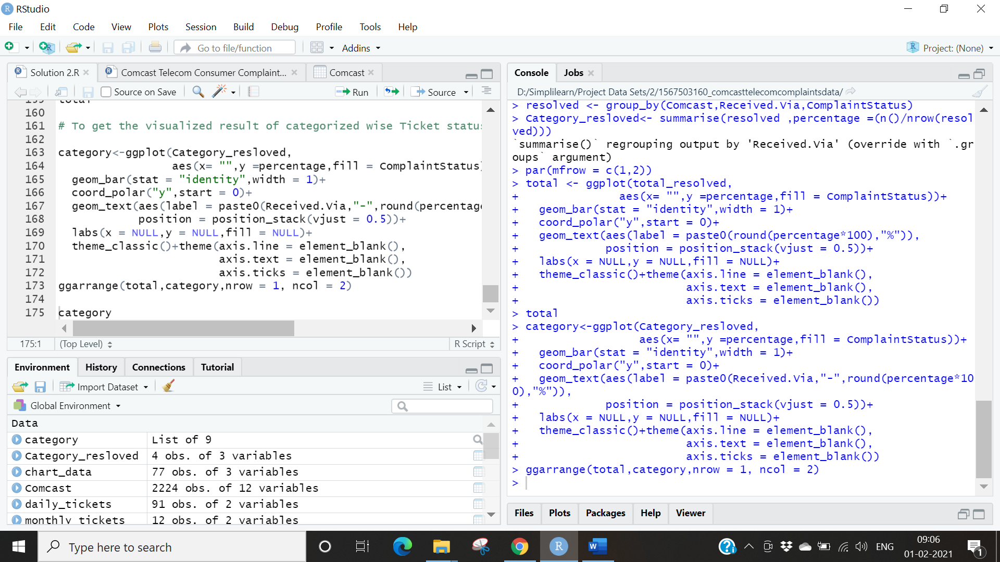 RStudio
File Edit Code View Plots Session Build Debug Profile Tools Help
Go to file/function Addins Project: (None)
Solution 2.R Comcast Telecom Consumer Complaint... Comcast
Source on Save Run Source
total
160
161 # To get the visualized result of categorized wise Ticket statu
162
163 category<-ggplot(Category_resloved,
164 aes(x= "",y =percentage,fill = ComplaintStatus)
165 geom_bar(stat = "identity",width = 1)+
166 coord_polar("y",start = 0)+
167 geom_text(aes(label = paste0(Received.Via,"-",round(percentage
168 position = position_stack(vjust = 0.5))+
169 labs(x = NULL,y = NULL,fill = NULL)+
170 theme_classic()+theme(axis.line = element_blank(),
171 axis.text = element_blank(),
172 axis.ticks = element_blank())
173 ggarrange(total,category,nrow = 1, ncol = 2)
174
175 category
175:1 (Top Level) R Script
Environment History Connections Tutorial
Import Dataset List
Global Environment
Data
category List of 9
Category_resloved 4 obs. of 3 variables
chart_data 77 obs. of 3 variables
Comcast 2224 obs. of 12 variables
daily_tickets 91 obs. of 2 variables
monthly tickets 12 obs. of 2 variables
Console Jobs
D:/Simplilearn/Project Data Sets/2/1567503160_comcasttelecomcomplaintsdata/
> resolved <- group_by(Comcast,Received.Via,ComplaintStatus)
> Category_resloved<- summarise(resolved ,percentage =(n()/nrow(resol
ved)))
`summarise()` regrouping output by 'Received.Via' (override with `.gr
oups` argument)
> par(mfrow = c(1,2))
> total <- ggplot(total_resolved,
+ aes(x= "",y =percentage,fill = ComplaintStatus))+
+ geom_bar(stat = "identity",width = 1)+
+ coord_polar("y",start = 0)+
+ geom_text(aes(label = paste0(round(percentage*100),"%")),
+ position = position_stack(vjust = 0.5))+
+ labs(x = NULL,y = NULL,fill = NULL)+
+ theme_classic()+theme(axis.line = element_blank(),
+ axis.text = element_blank(),
+ axis.ticks = element_blank())
> total
> category<-ggplot(Category_resloved,
+ aes(x= "",y =percentage,fill = ComplaintStatus))+
+ geom_bar(stat = "identity",width = 1)+
+ coord_polar("y",start = 0)+
+ geom_text(aes(label = paste0(Received.Via,"-",round(percentage*10
0),"%")),
+ position = position_stack(vjust = 0.5))+
+ labs(x = NULL,y = NULL,fill = NULL)+
+ theme_classic()+theme(axis.line = element_blank(),
+ axis.text = element_blank(),
+ axis.ticks = element_blank())
> ggarrange(total,category,nrow = 1, ncol = 2)
>
Files Plots Packages Help Viewer
Type here to search
ENG
09:06
01-02-2021
1